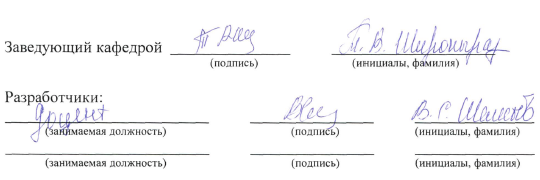 Заведующий кафедрой
(подпись) (инициалы, фамилия)
Разработчики:
доцент В. С.
(занимаемая должность) (подпись) (инициалы, фамилия)
(занимаемая должность) (подпись) (инициалы, фамилия)